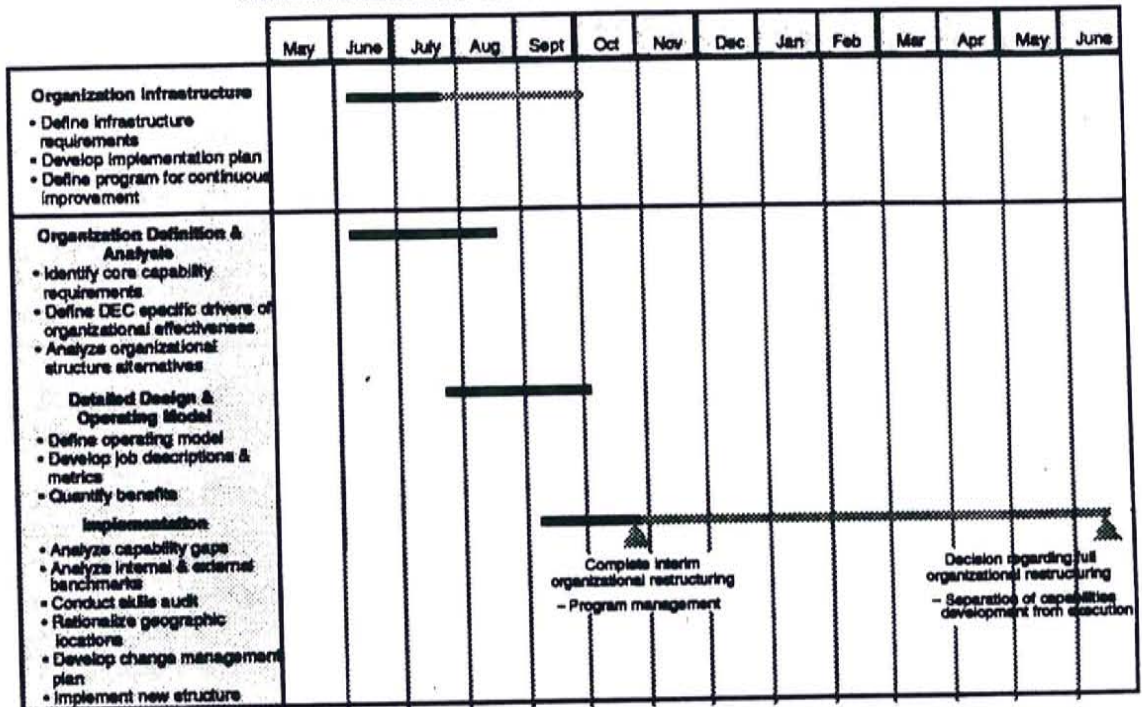 May June July Aug Sept Oct Nov Dec Jan Feb Mar Apr May June
Organization Infrastructure
• Define infrastructure
requirements
• Develop implementation plan
• Define program for continuous
improvement
Organization Definition &
Analysis
• Identify core capability
requirements
• Define DEC specific drivers of
organizational effectiveness
• Analyze organizational
structure alternatives
Detailed Design &
Operating Model
• Define operating model
• Develop job descriptions &
metrics
• Quantify benefits
Implementation
• Analyze capability gaps
• Analyze internal & external
benchmarks
• Conduct skills audit
• Rationalize geographic
locations
• Develop change management
plan
• Implement new structure
Complete interim
organizational restructuring
– Program management
Decision regarding full
organizational restructuring
– Separation of capabilities
development from execution